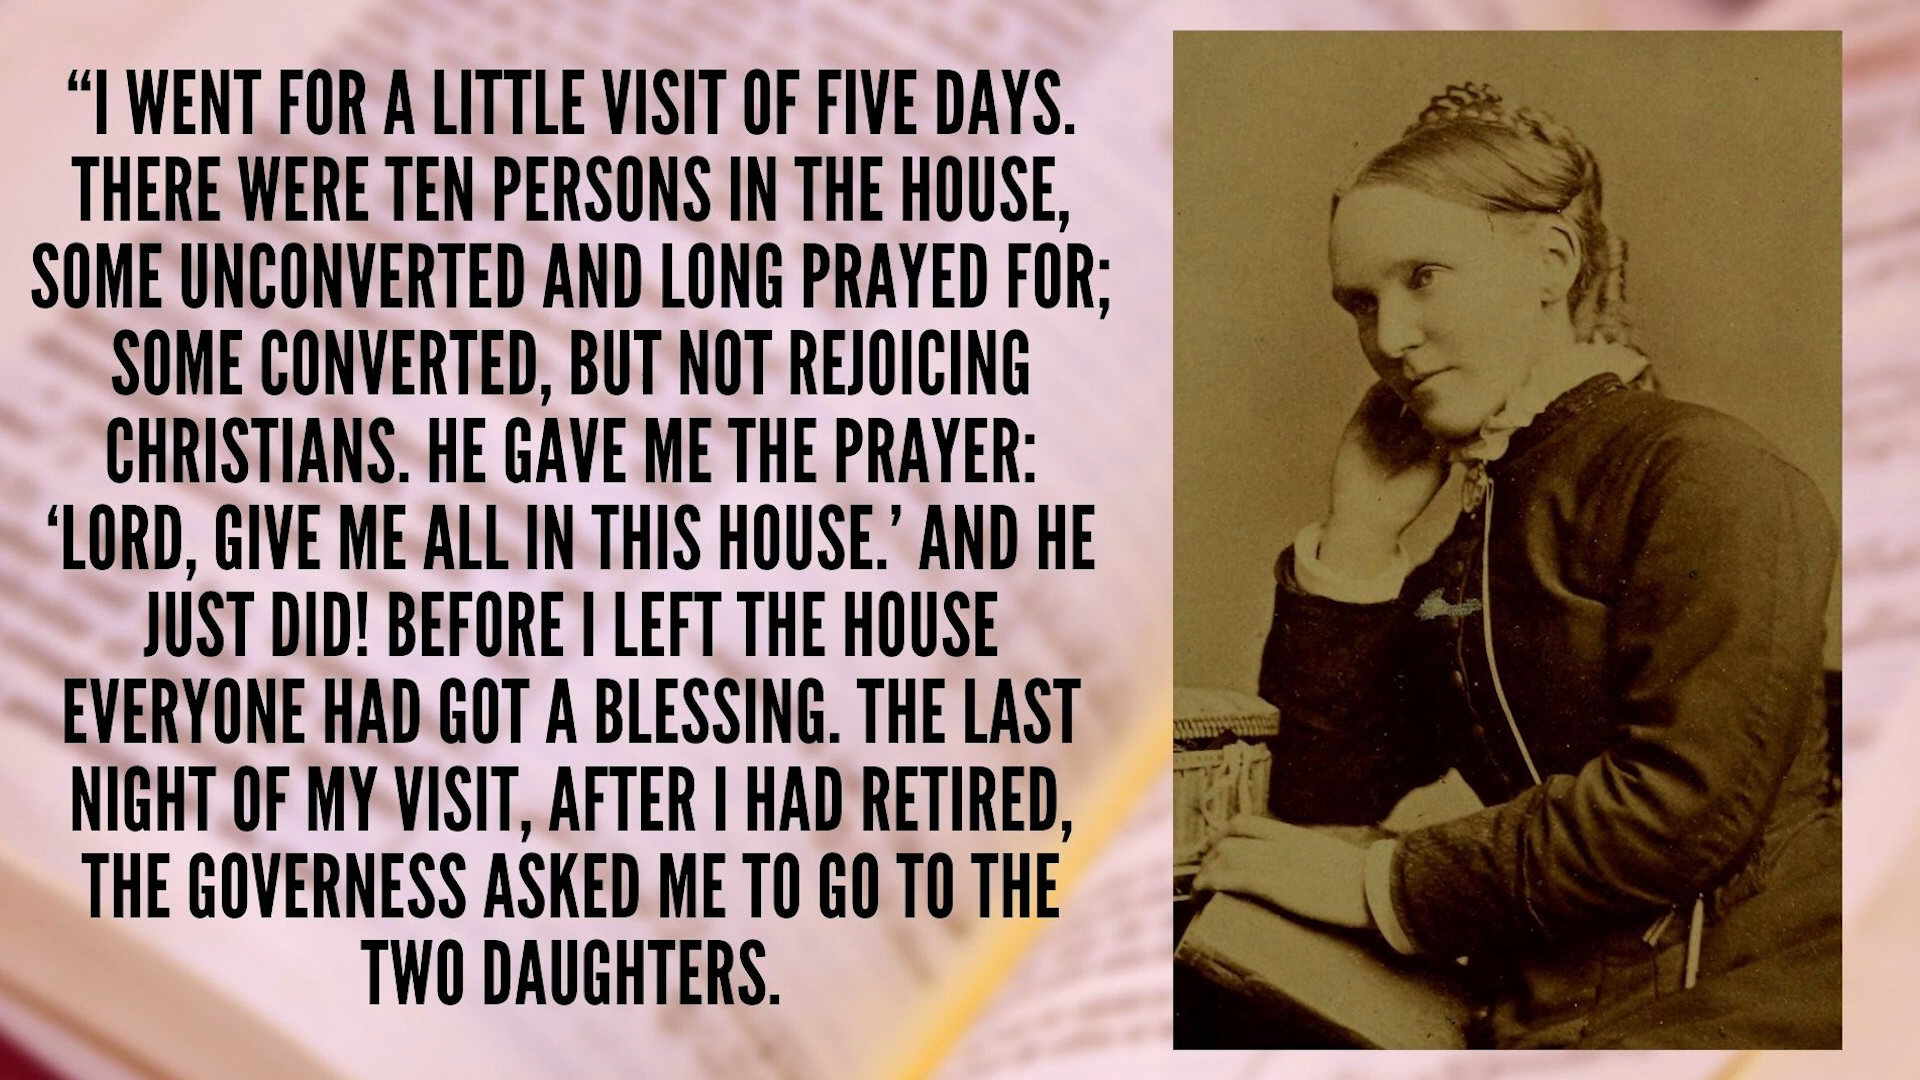 “I WENT FOR A LITTLE VISIT OF FIVE DAYS.
THERE WERE TEN PERSONS IN THE HOUSE,
SOME UNCONVERTED AND LONG PRAYED FOR;
SOME CONVERTED, BUT NOT REJOICING
CHRISTIANS. HE GAVE ME THE PRAYER:
‘LORD, GIVE ME ALL IN THIS HOUSE.’ AND HE
JUST DID! BEFORE I LEFT THE HOUSE
EVERYONE HAD GOT A BLESSING. THE LAST
NIGHT OF MY VISIT, AFTER I HAD RETIRED,
THE GOVERNESS ASKED ME TO GO TO THE
TWO DAUGHTERS.